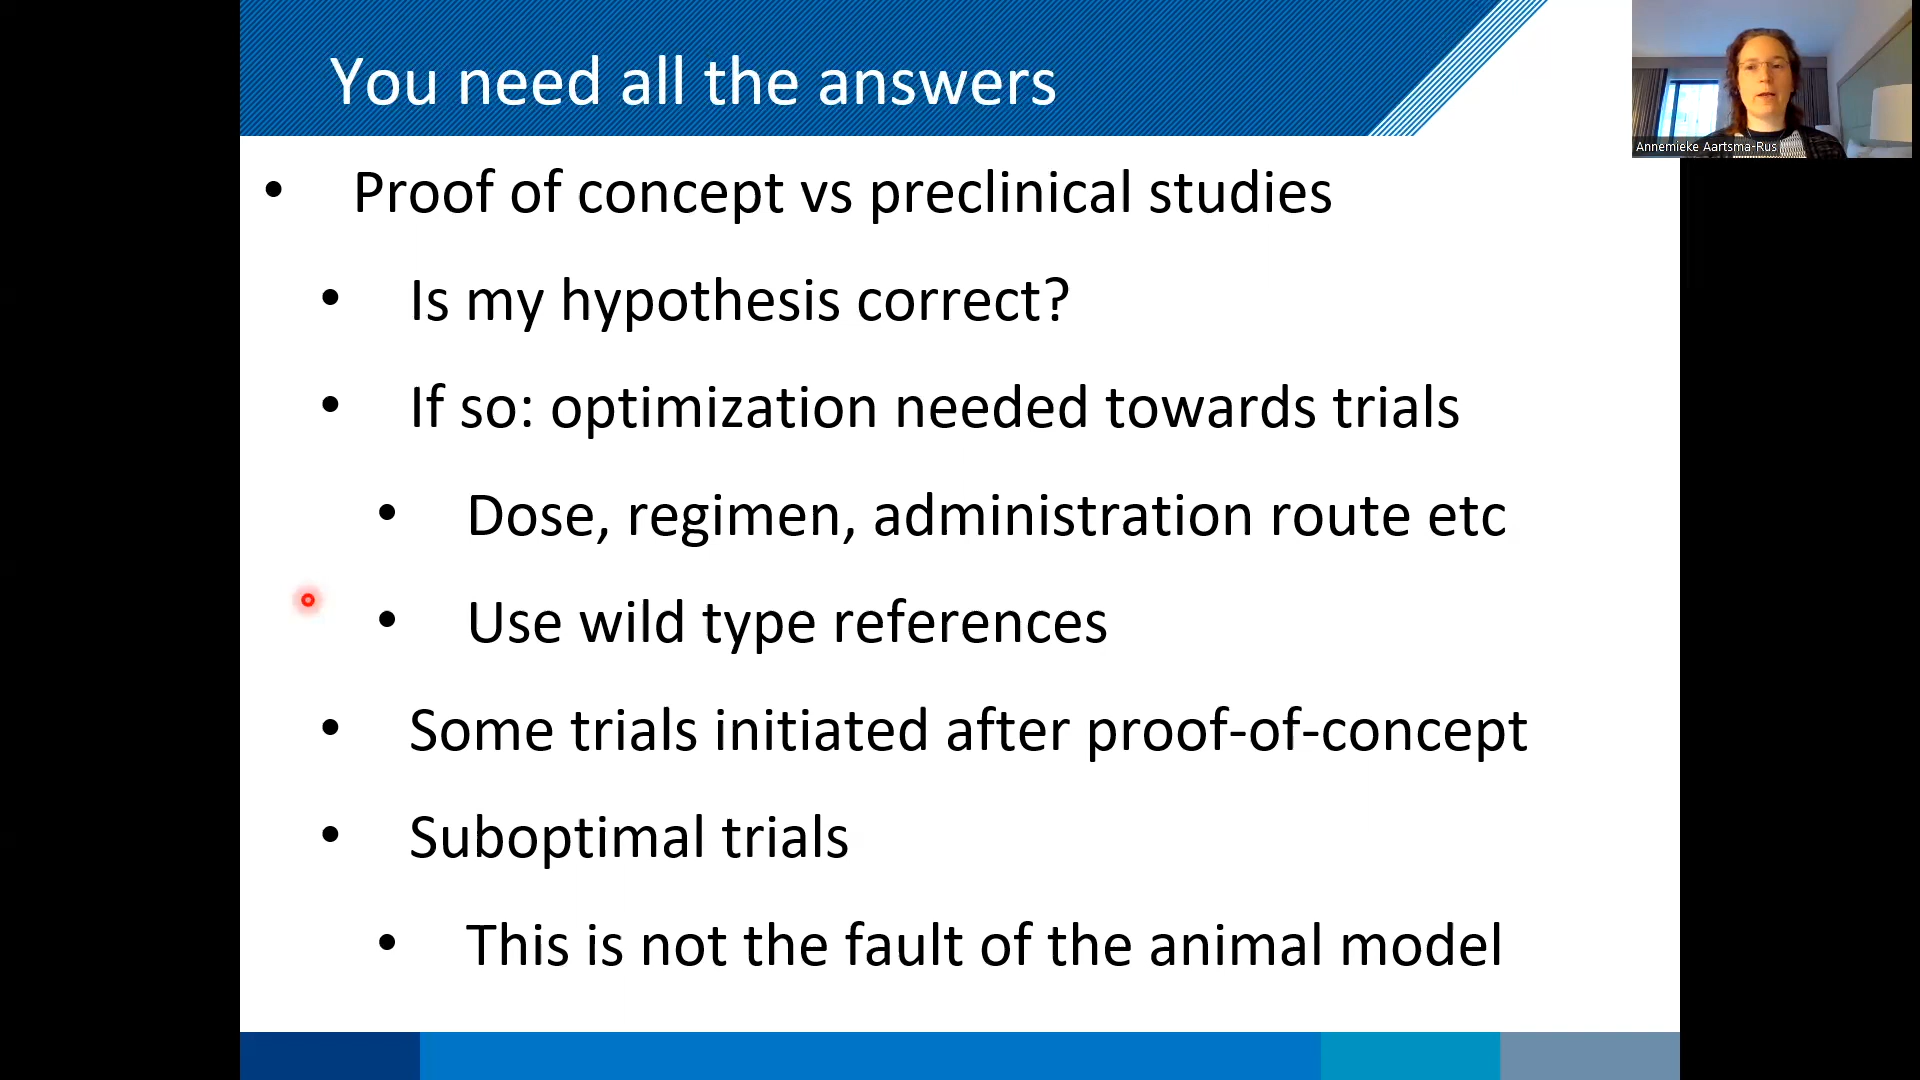 You need all the answers
Annemieke Aartsma-Rus
• Proof of concept vs preclinical studies
• Is my hypothesis correct?
• If so: optimization needed towards trials
• Dose, regimen, administration route etc
• Use wild type references
• Some trials initiated after proof-of-concept
• Suboptimal trials
• This is not the fault of the animal model